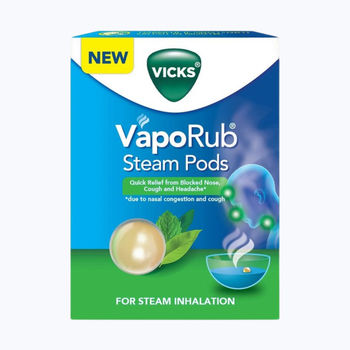 NEW
VICKS®
VapoRub®
Steam Pods
Quick Relief from Blocked Nose,
Cough and Headache*
*due to nasal congestion and cough
FOR STEAM INHALATION